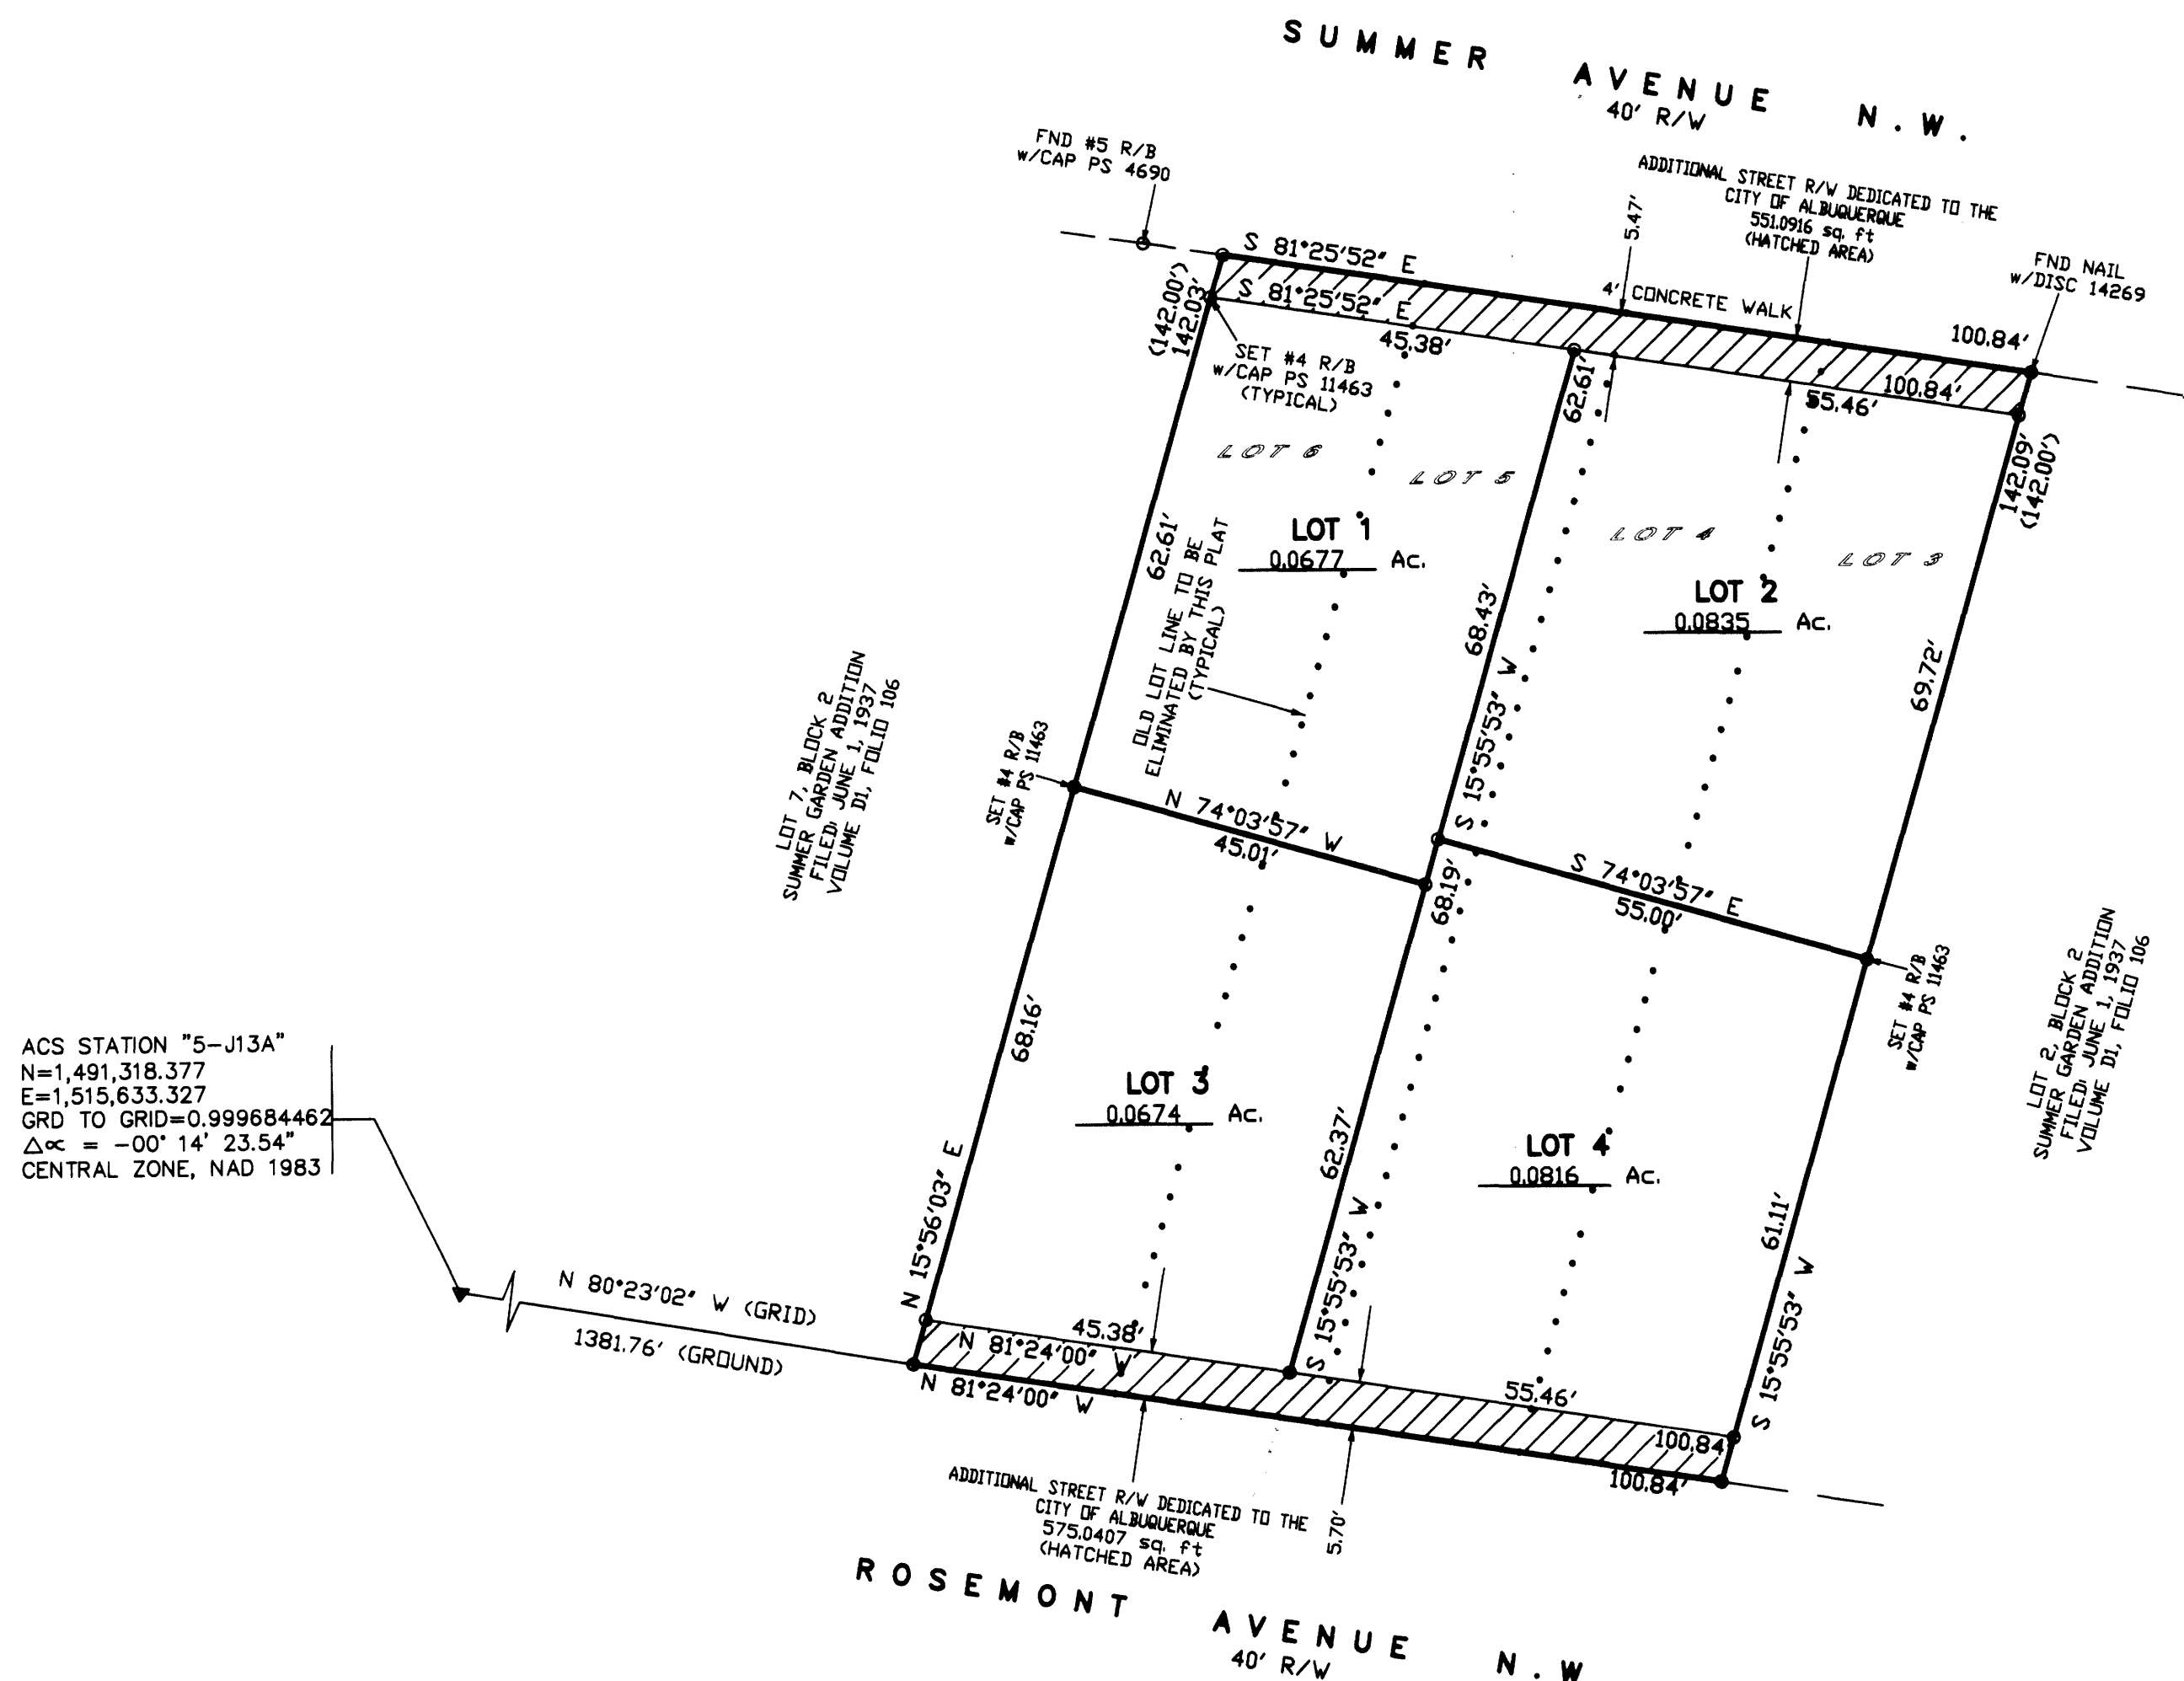 SUMMER AVENUE N.W.
40' R/W
FND #5 R/B
w/CAP PS 4690
ADDITIONAL STREET R/W DEDICATED TO THE
CITY OF ALBUQUERQUE
551.0916 sq. ft
(HATCHED AREA)
5.47'
FND NAIL
w/DISC 14269
S 81°25'52" E
4' CONCRETE WALK
100.84'
S 81°25'52" E
45.38'
100.84'
55.46'
(142.00')
142.03'
SET #4 R/B
w/CAP PS 11463
(TYPICAL)
62.61'
142.09'
(142.00')
LOT 6
LOT 5
LOT 4
LOT 3
LOT 1
0.0677 Ac.
LOT 2
0.0835 Ac.
62.61'
OLD LOT LINE TO BE
ELIMINATED BY THIS PLAT
(TYPICAL)
68.43'
S 15°55'53" W
69.72'
LOT 7, BLOCK 2
SUMMER GARDEN ADDITION
FILED: JUNE 1, 1937
VOLUME D1, FOLIO 106
SET #4 R/B
w/CAP PS 11463
N 74°03'57" W
45.01'
68.19'
S 74°03'57" E
55.00'
SET #4 R/B
w/CAP PS 11463
LOT 2, BLOCK 2
SUMMER GARDEN ADDITION
FILED: JUNE 1, 1937
VOLUME D1, FOLIO 106
68.16'
ACS STATION "5-J13A"
N=1,491,318.377
E=1,515,633.327
GRD TO GRID=0.999684462
Δ∝ = -00° 14' 23.54"
CENTRAL ZONE, NAD 1983
LOT 3
0.0674 Ac.
62.37'
LOT 4
0.0816 Ac.
61.11'
N 15°56'03" E
S 15°55'53" W
S 15°55'53" W
N 80°23'02" W (GRID)
1381.76' (GROUND)
45.38'
N 81°24'00" W
55.46'
100.84'
N 81°24'00" W
100.84'
ADDITIONAL STREET R/W DEDICATED TO THE
CITY OF ALBUQUERQUE
575.0407 sq. ft
(HATCHED AREA)
5.70'
ROSEMONT AVENUE N.W
40' R/W